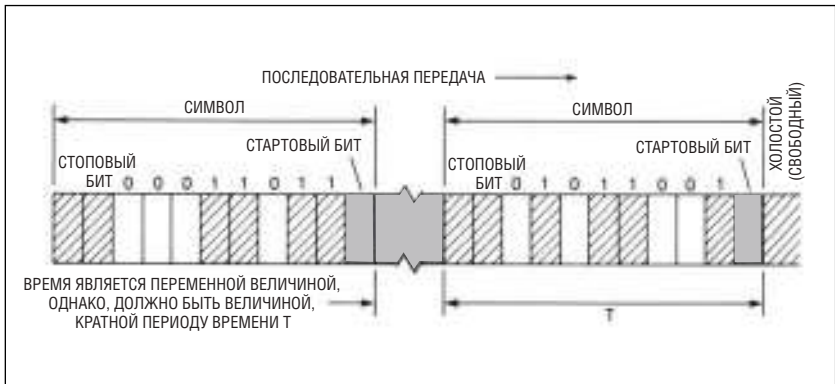 ПОСЛЕДОВАТЕЛЬНАЯ ПЕРЕДАЧА
СИМВОЛ
СИМВОЛ
ХОЛОСТОЙ
(СВОБОДНЫЙ)
СТОПОВЫЙ
БИТ
СТАРТОВЫЙ БИТ
СТОПОВЫЙ
БИТ
СТАРТОВЫЙ БИТ
0 0 0 1 1 0 1 1
0 1 0 1 1 0 0 1
ВРЕМЯ ЯВЛЯЕТСЯ ПЕРЕМЕННОЙ ВЕЛИЧИНОЙ,
ОДНАКО, ДОЛЖНО БЫТЬ ВЕЛИЧИНОЙ,
КРАТНОЙ ПЕРИОДУ ВРЕМЕНИ Т
Т